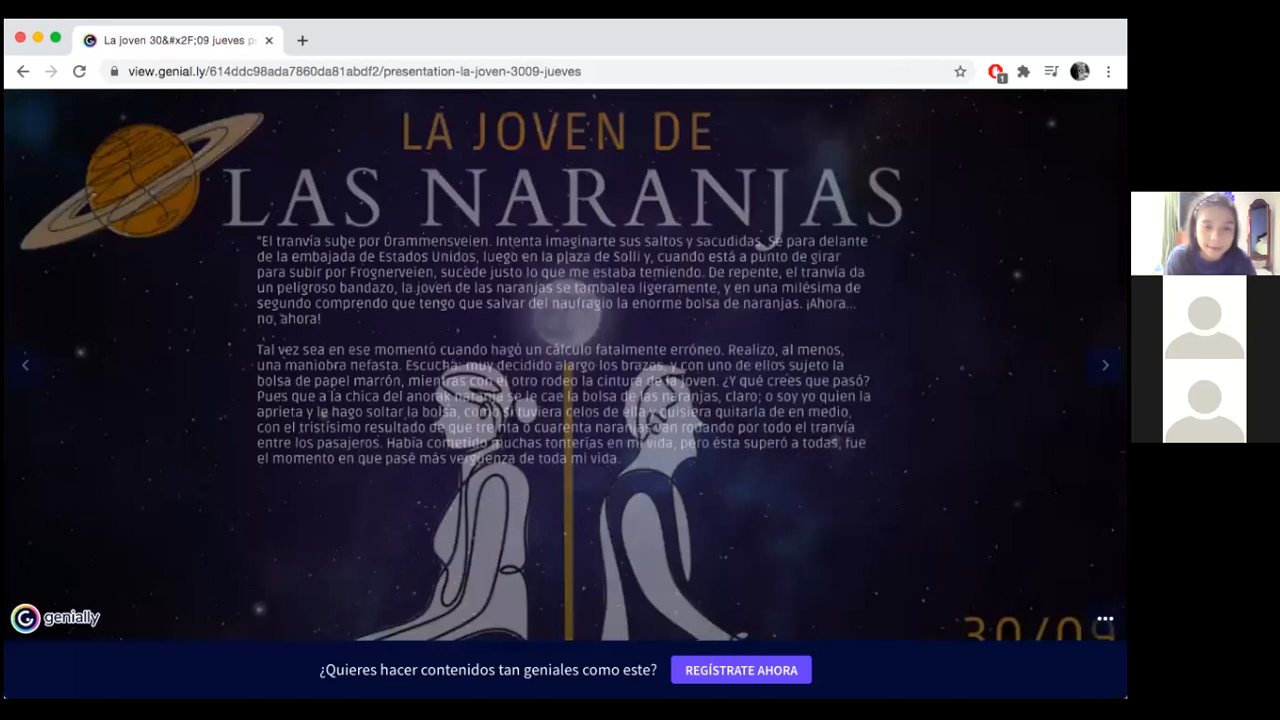 La joven 30&#x2F;09 jueves pe
view.genial.ly/614ddc98ada7860da81abdf2/presentation-la-joven-3009-jueves
1
LA JOVEN DE
LAS NARANJAS
"El tranvía sube por Drammensveien. Intenta imaginarte sus saltos y sacudidas. Se para delante
de la embajada de Estados Unidos, luego en la plaza de Solli y, cuando está a punto de girar
para subir por Frognerveien, sucede justo lo que me estaba temiendo. De repente, el tranvía da
un peligroso bandazo, la joven de las naranjas se tambalea ligeramente, y en una milésima de
segundo comprendo que tengo que salvar del naufragio la enorme bolsa de naranjas. ¡Ahora...
no, ahora!
Tal vez sea en ese momento cuando hago un cálculo fatalmente erróneo. Realizo, al menos,
una maniobra nefasta. Escucha: muy decidido alargo los brazos, y con uno de ellos sujeto la
bolsa de papel marrón, mientras con el otro rodeo la cintura de la joven. ¿Y qué crees que pasó?
Pues que a la chica del anorak naranja se le cae la bolsa de las naranjas, claro; o soy yo quien la
aprieta y le hago soltar la bolsa, como si tuviera celos de ella y quisiera quitarla de en medio,
con el tristísimo resultado de que treinta o cuarenta naranjas van rodando por todo el tranvía
entre los pasajeros. Había cometido muchas tonterías en mi vida, pero ésta superó a todas, fue
el momento en que pasé más vergüenza de toda mi vida.
30/09
genially
¿Quieres hacer contenidos tan geniales como este? REGÍSTRATE AHORA